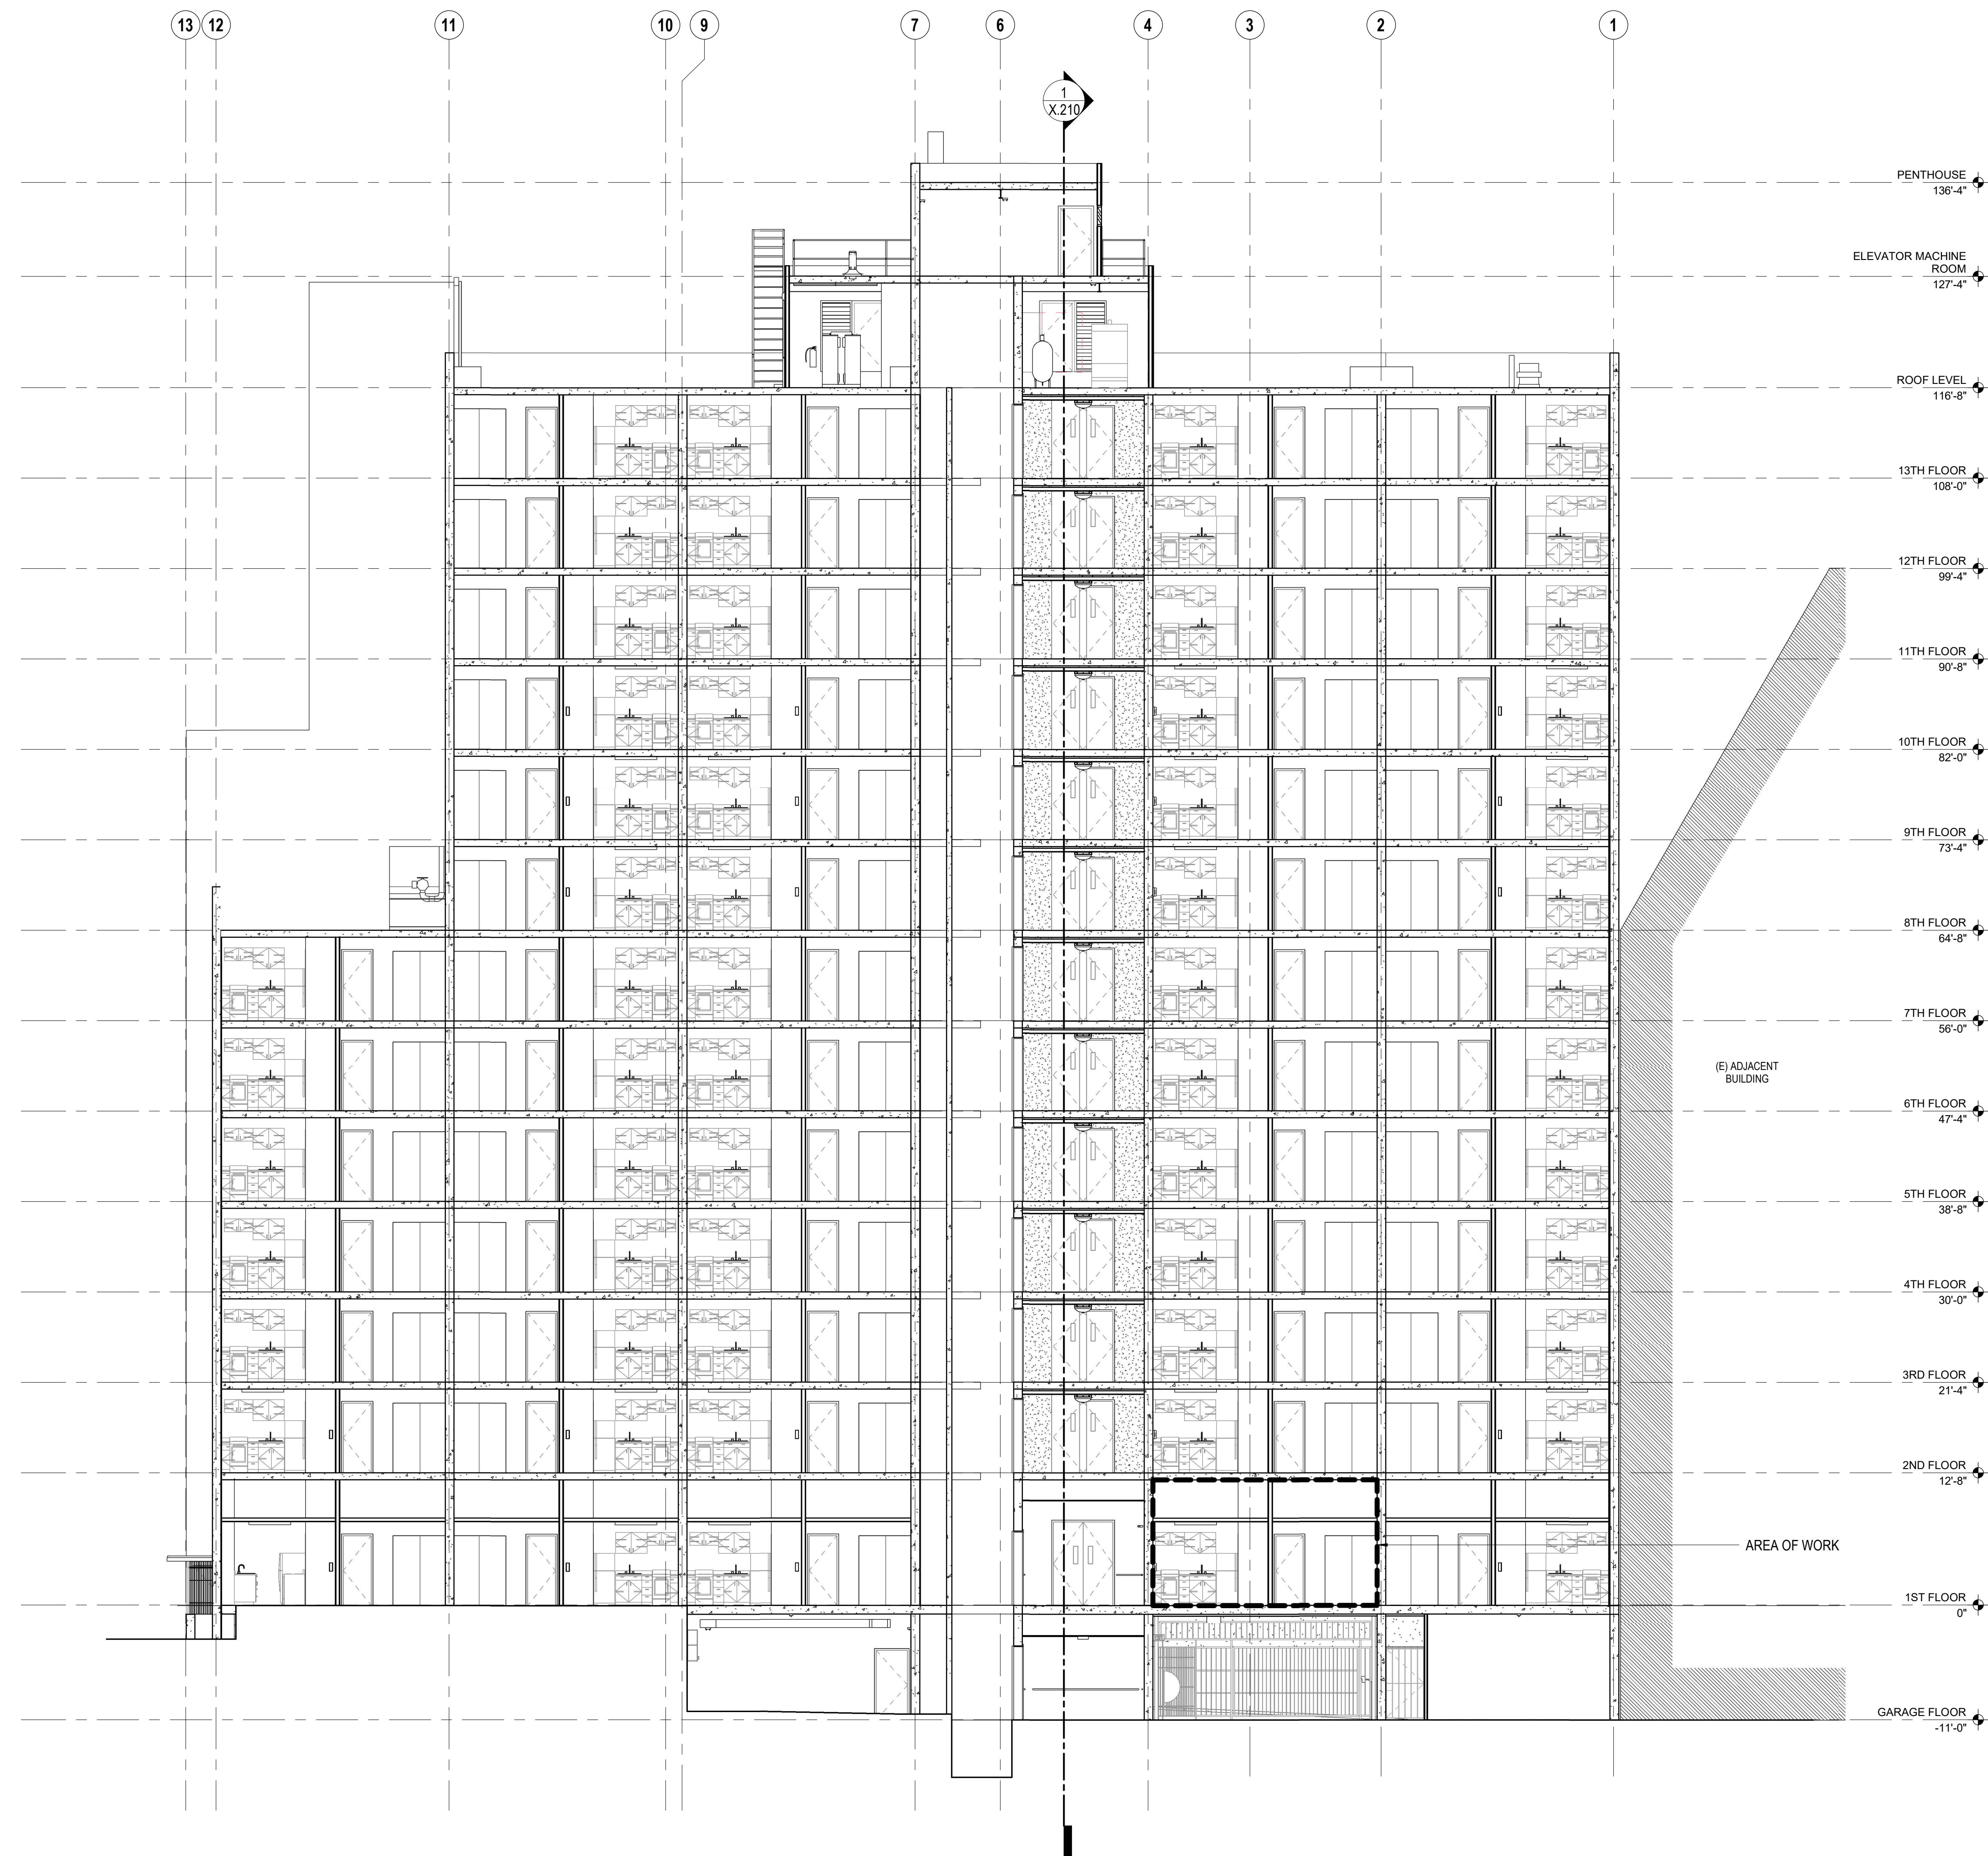 13
12
11
10
9
7
6
4
3
2
1
1
X.210
PENTHOUSE
136'-4"
ELEVATOR MACHINE
ROOM
127'-4"
ROOF LEVEL
116'-8"
13TH FLOOR
108'-0"
12TH FLOOR
99'-4"
11TH FLOOR
90'-8"
10TH FLOOR
82'-0"
9TH FLOOR
73'-4"
8TH FLOOR
64'-8"
7TH FLOOR
56'-0"
(E) ADJACENT
BUILDING
6TH FLOOR
47'-4"
5TH FLOOR
38'-8"
4TH FLOOR
30'-0"
3RD FLOOR
21'-4"
2ND FLOOR
12'-8"
AREA OF WORK
1ST FLOOR
0"
GARAGE FLOOR
-11'-0"